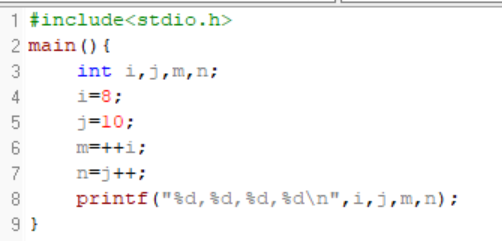 1 #include<stdio.h>
2 main(){
3     int i,j,m,n;
4     i=8;
5     j=10;
6     m=++i;
7     n=j++;
8     printf("%d,%d,%d,%d\n",i,j,m,n);
9 }